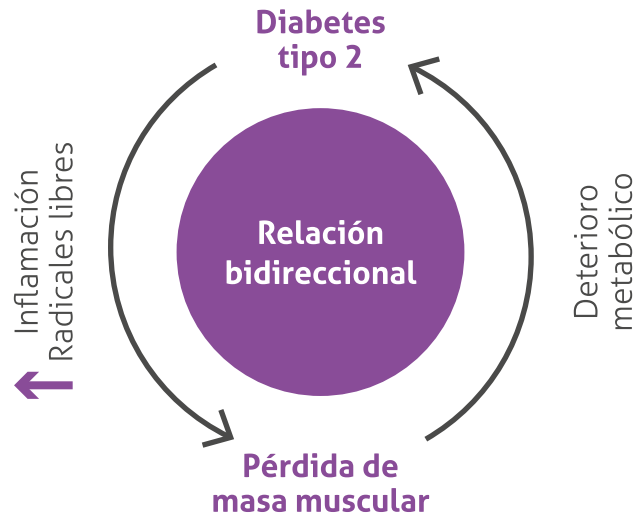 Diabetes
tipo 2
Inflamación
Radicales libres
Relación
bidireccional
Deterioro
metabólico
Pérdida de
masa muscular